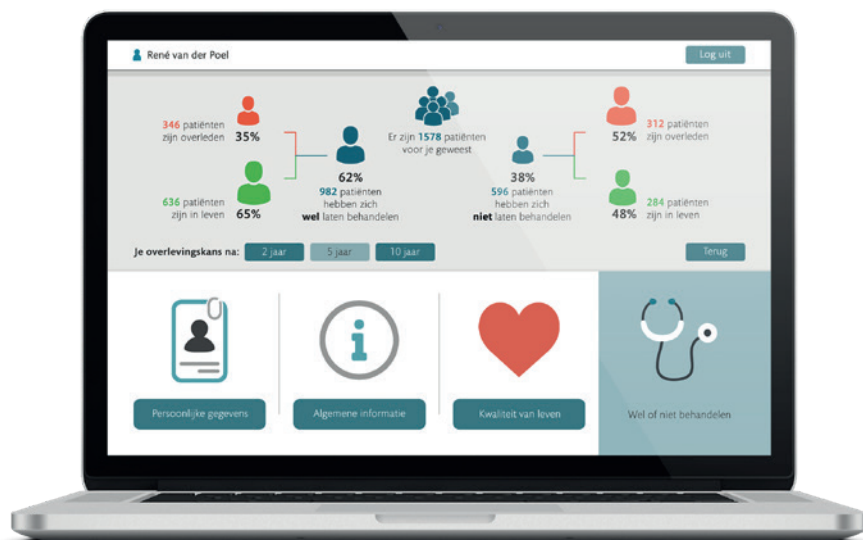 René van der Poel
Log uit
346 patiënten
zijn overleden
35%
636 patiënten
zijn in leven
65%
62%
982 patiënten
hebben zich
wel laten behandelen
Er zijn 1578 patiënten
voor je geweest
38%
596 patiënten
hebben zich
niet laten behandelen
52%
312 patiënten
zijn overleden
48%
284 patiënten
zijn in leven
Je overlevingskans na:
2 jaar
5 jaar
10 jaar
Terug
Persoonlijke gegevens
Algemene informatie
Kwaliteit van leven
Wel of niet behandelen